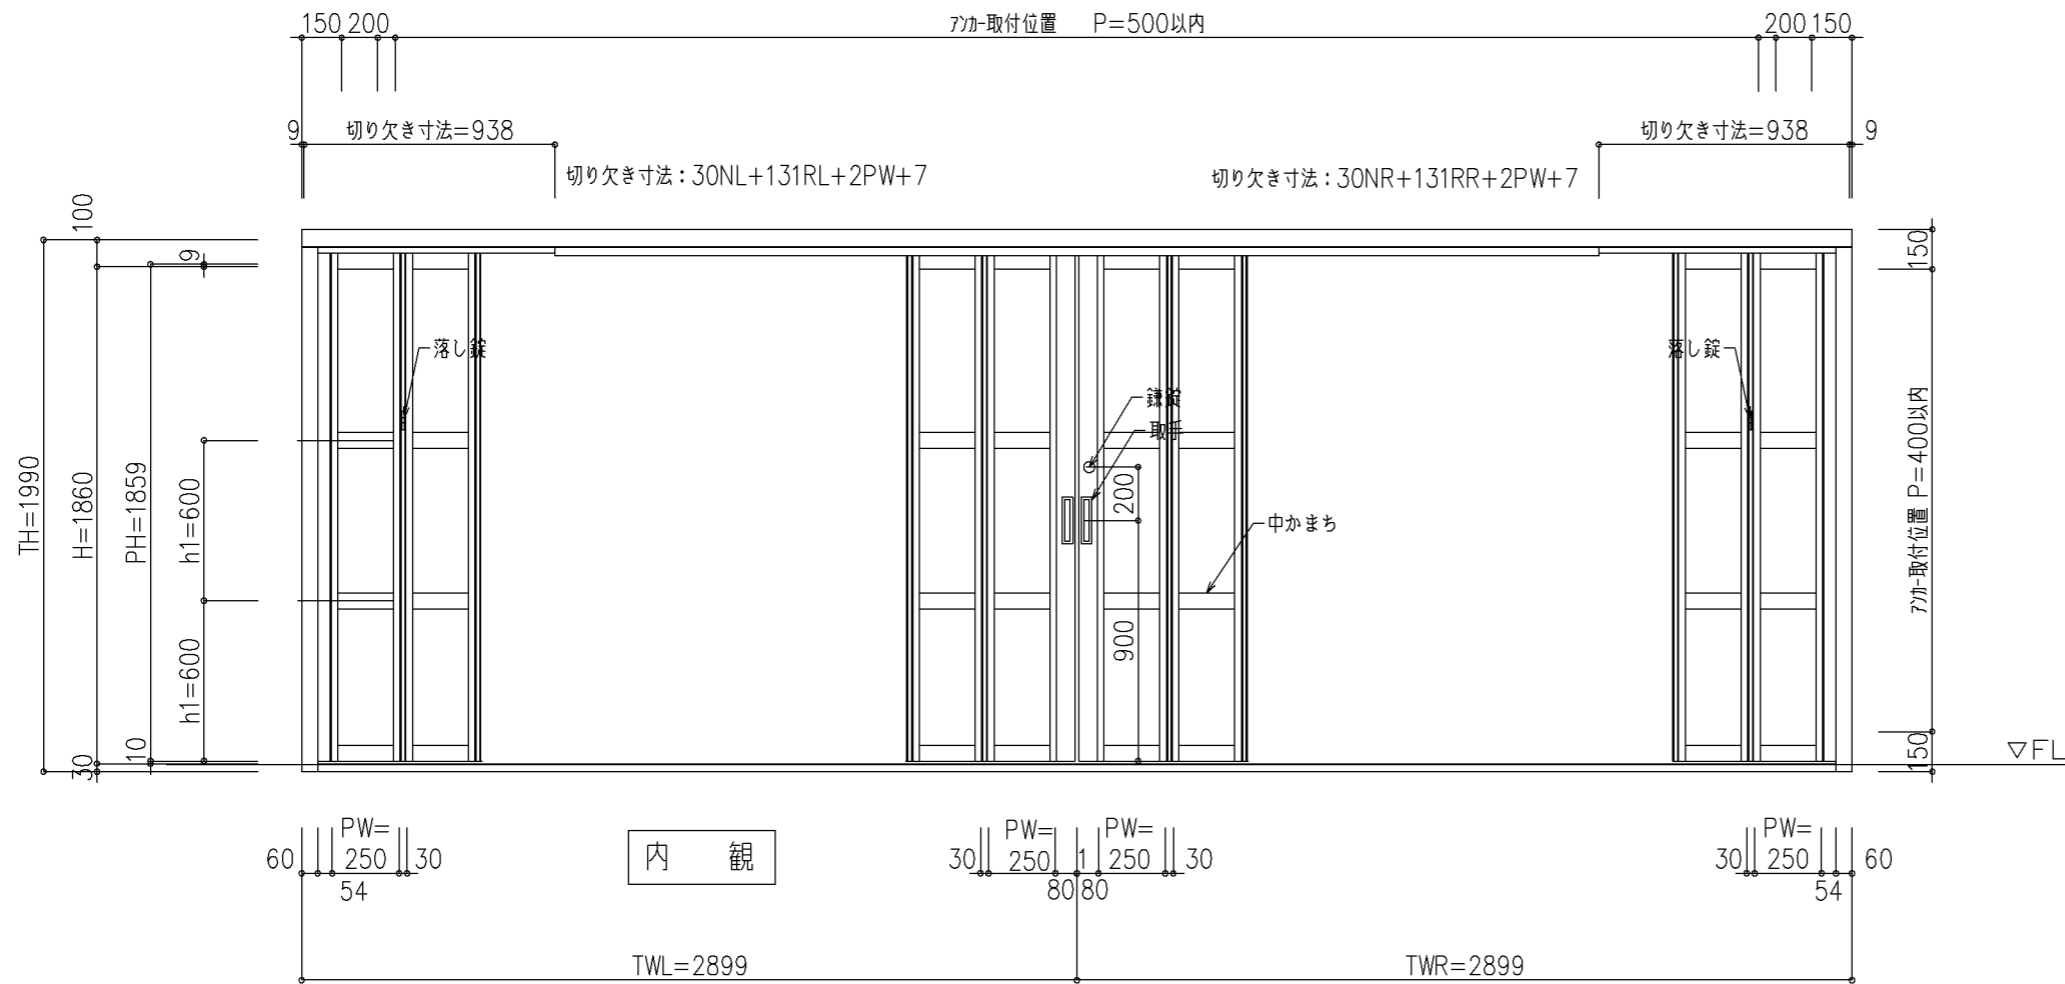 150 200 ｱﾝｶｰ取付位置 P=500以内 200 150
9 切り欠き寸法=938 切り欠き寸法=938 9
切り欠き寸法：30NL+131RL+2PW+7 切り欠き寸法：30NR+131RR+2PW+7
100
9
150
落し錠 落し錠
鎌錠
取手
TH=1990
H=1860
PH=1859
h1=600
200
中かまち
ｱﾝｶｰ取付位置 P=400以内
h1=600
900
10
30
150
▽FL
PW= PW= PW= PW=
60 250 30 内 観 30 250 1 250 30 30 250 60
54 80 80 54
TWL=2899 TWR=2899